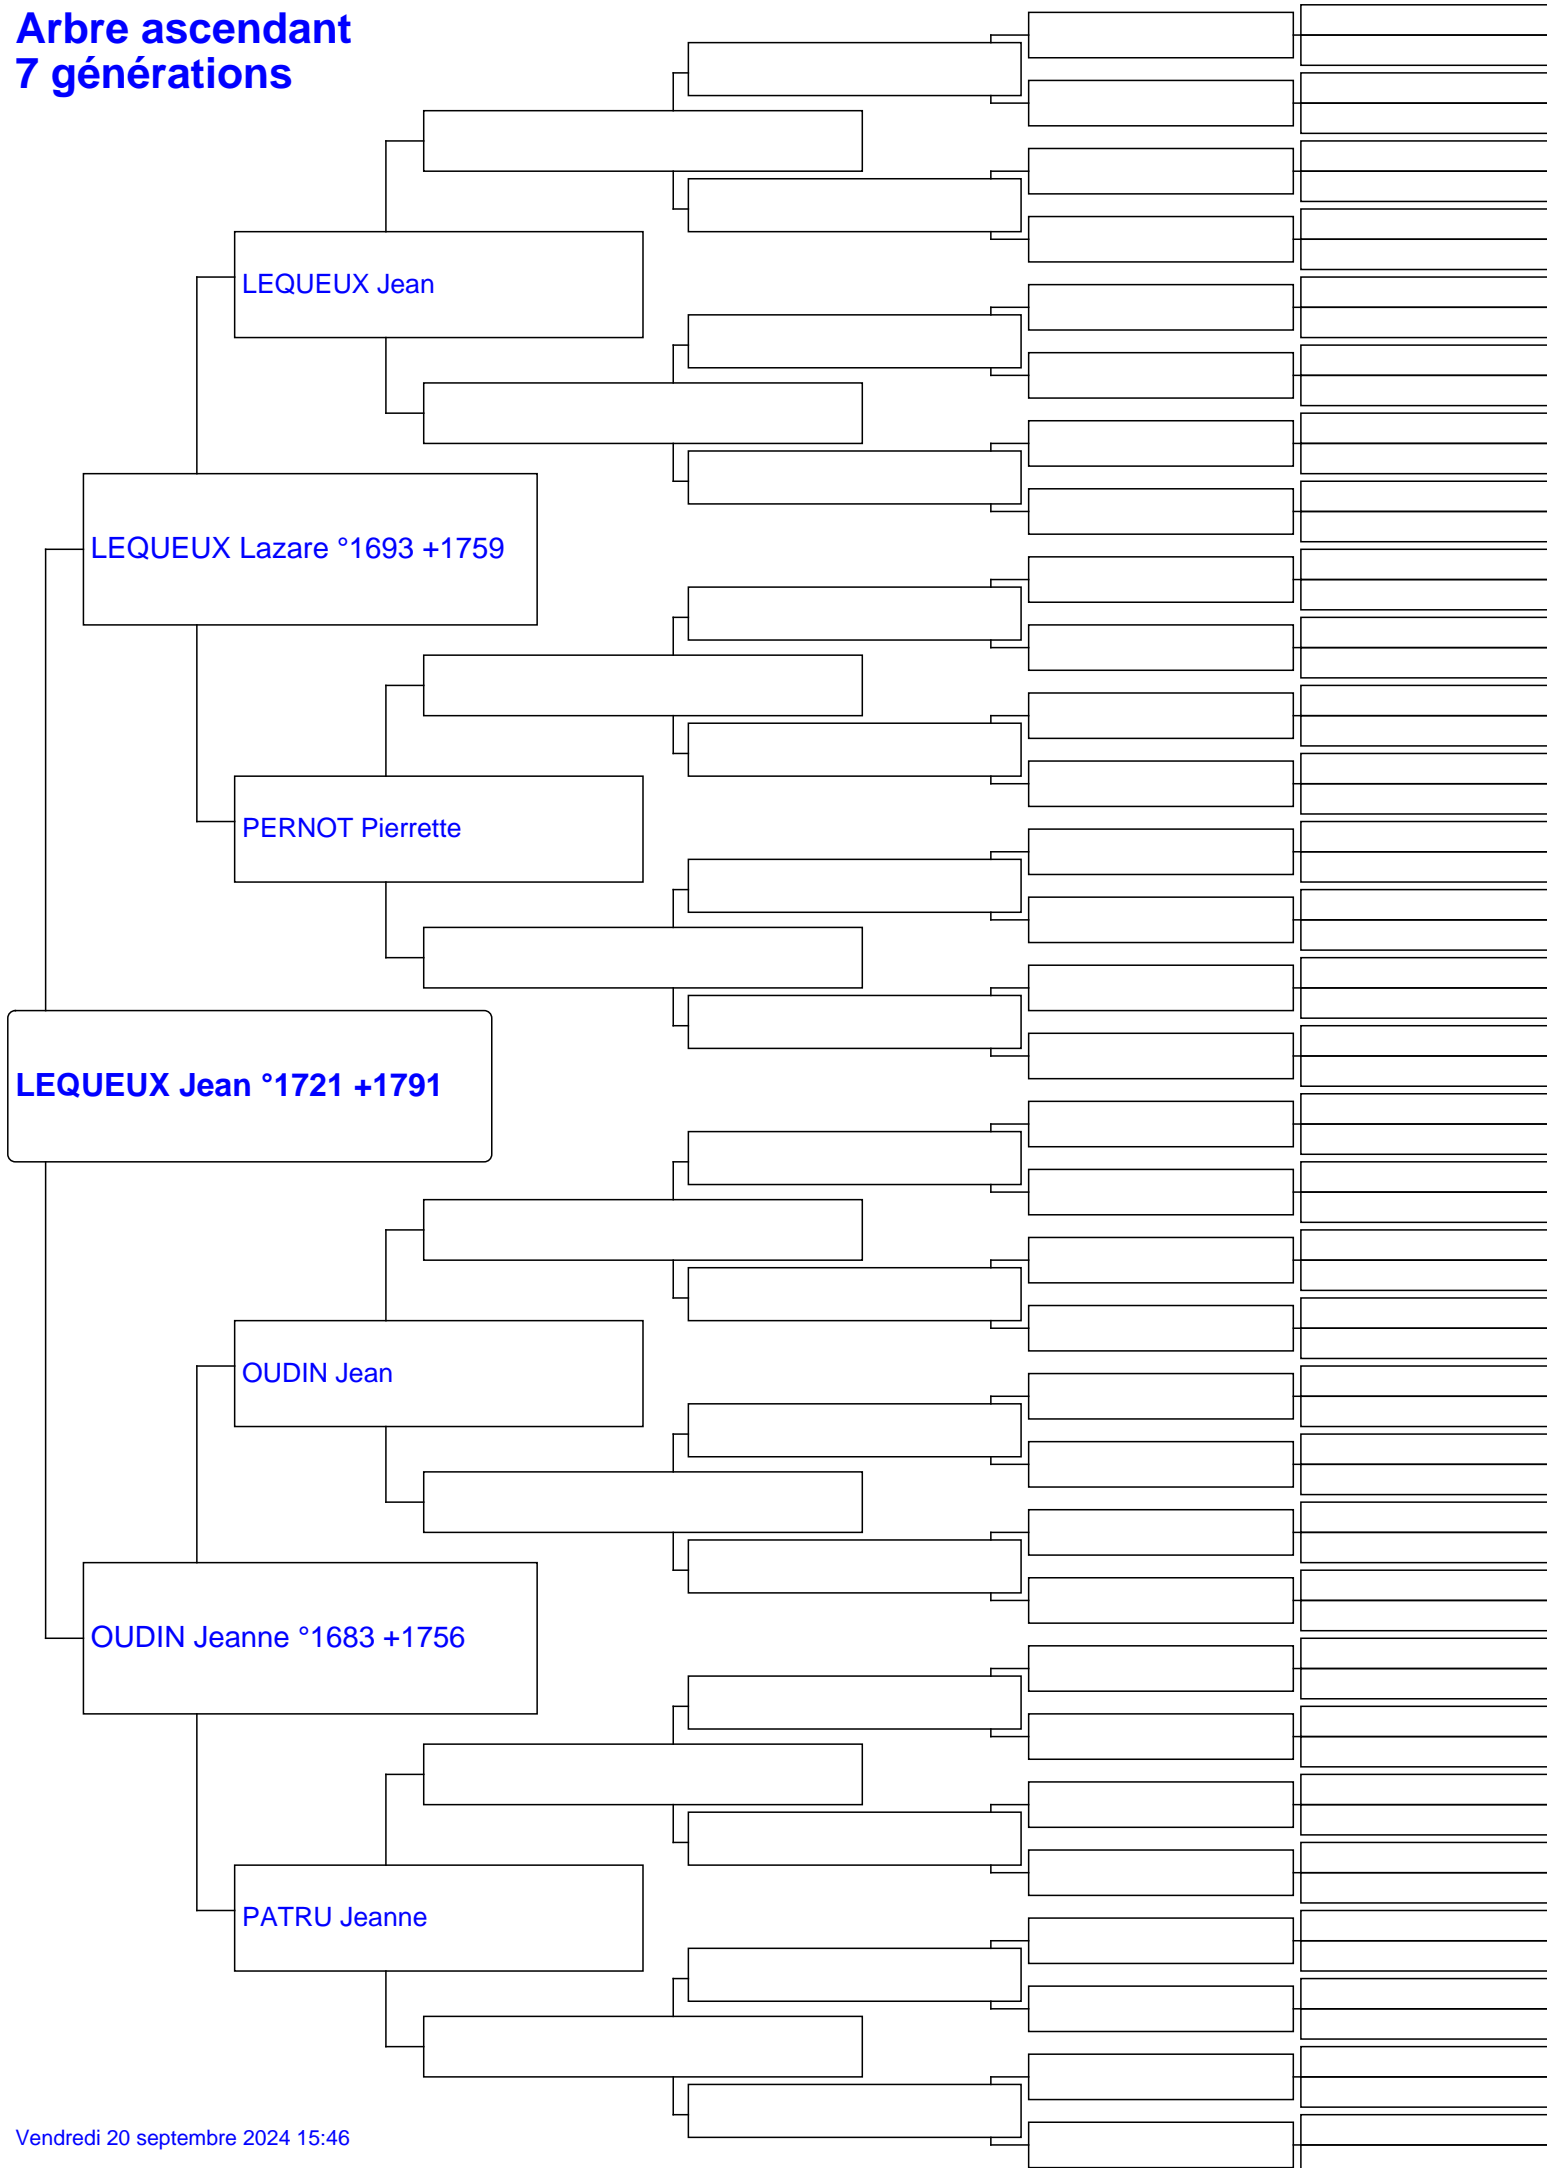 Arbre ascendant
7 générations
LEQUEUX Jean
LEQUEUX Lazare °1693 +1759
PERNOT Pierrette
LEQUEUX Jean °1721 +1791
OUDIN Jean
OUDIN Jeanne °1683 +1756
PATRU Jeanne
Vendredi 20 septembre 2024 15:46